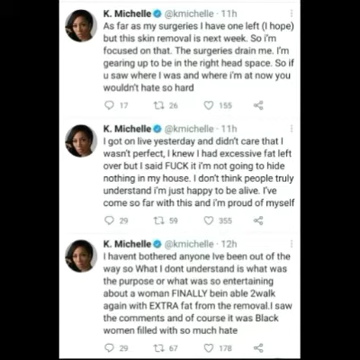 K. Michelle @kmichelle · 11h
As far as my surgeries I have one left (I hope)
but this skin removal is next week. So i'm
focused on that. The surgeries drain me. I'm
gearing up to be in the right head space. So if
u saw where I was and where i'm at now you
wouldn't hate so hard
17 26 155
K. Michelle @kmichelle · 11h
I got on live yesterday and didn't care that I
wasn't perfect, I knew I had excessive fat left
over but I said FUCK it i'm not going to hide
nothing in my house. I don't think people truly
understand i'm just happy to be alive. I've
come so far with this and i'm proud of myself
29 59 355
K. Michelle @kmichelle · 12h
I havent bothered anyone Ive been out of the
way so What I dont understand is what was
the purpose or what was so entertaining
about a woman FINALLY bein able 2walk
again with EXTRA fat from the removal.I saw
the comments and of course it was Black
women filled with so much hate
29 67 178